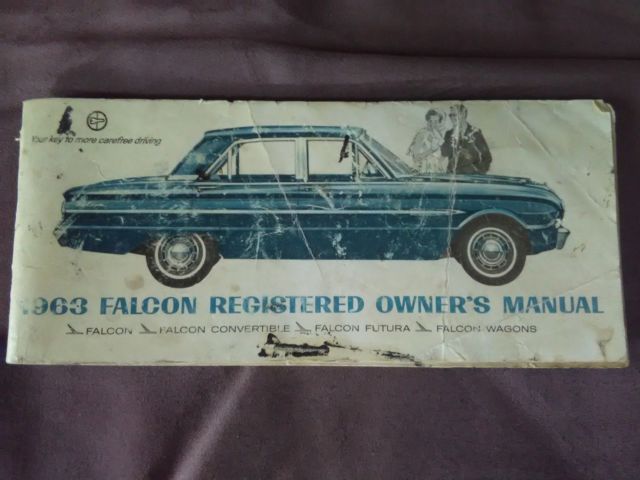 Your key to more carefree driving
1963 FALCON REGISTERED OWNER'S MANUAL
FALCON FALCON CONVERTIBLE FALCON FUTURA FALCON WAGONS